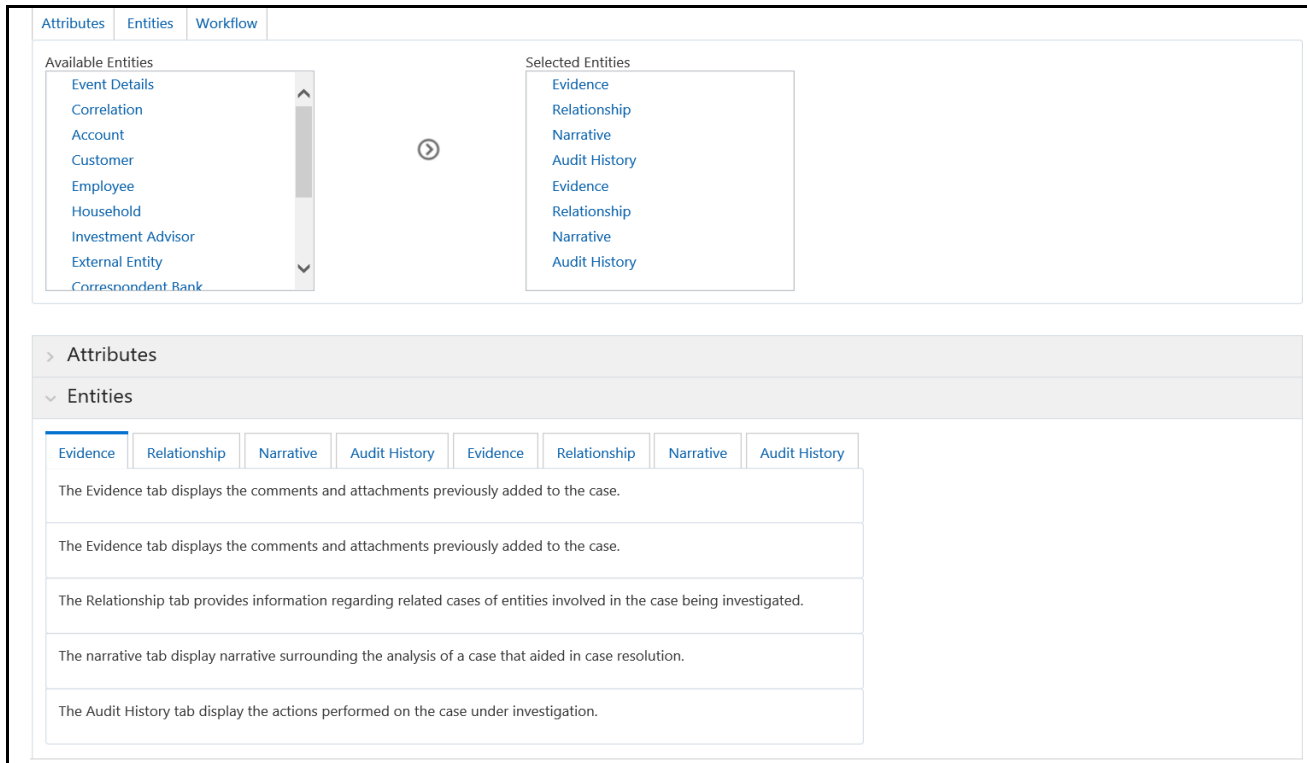 Attributes Entities Workflow
Available Entities
Event Details
Correlation
Account
Customer
Employee
Household
Investment Advisor
External Entity
Correspondent Bank
Selected Entities
Evidence
Relationship
Narrative
Audit History
Evidence
Relationship
Narrative
Audit History
Attributes
Entities
Evidence Relationship Narrative Audit History Evidence Relationship Narrative Audit History
The Evidence tab displays the comments and attachments previously added to the case.
The Evidence tab displays the comments and attachments previously added to the case.
The Relationship tab provides information regarding related cases of entities involved in the case being investigated.
The narrative tab display narrative surrounding the analysis of a case that aided in case resolution.
The Audit History tab display the actions performed on the case under investigation.